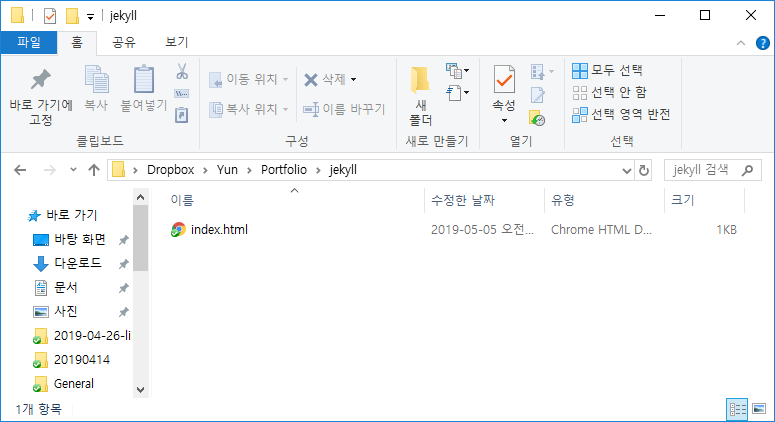 jekyll
파일 홈 공유 보기
바로 가기에
고정
복사
붙여넣기
클립보드
이동 위치
복사 위치
삭제
이름 바꾸기
구성
새
폴더
새로 만들기
속성
열기
모두 선택
선택 안 함
선택 영역 반전
선택
Dropbox Yun Portfolio jekyll
jekyll 검색
이름 수정한 날짜 유형 크기
index.html 2019-05-05 오전... Chrome HTML D... 1KB
바로 가기
바탕 화면
다운로드
문서
사진
2019-04-26-li
20190414
General
1개 항목